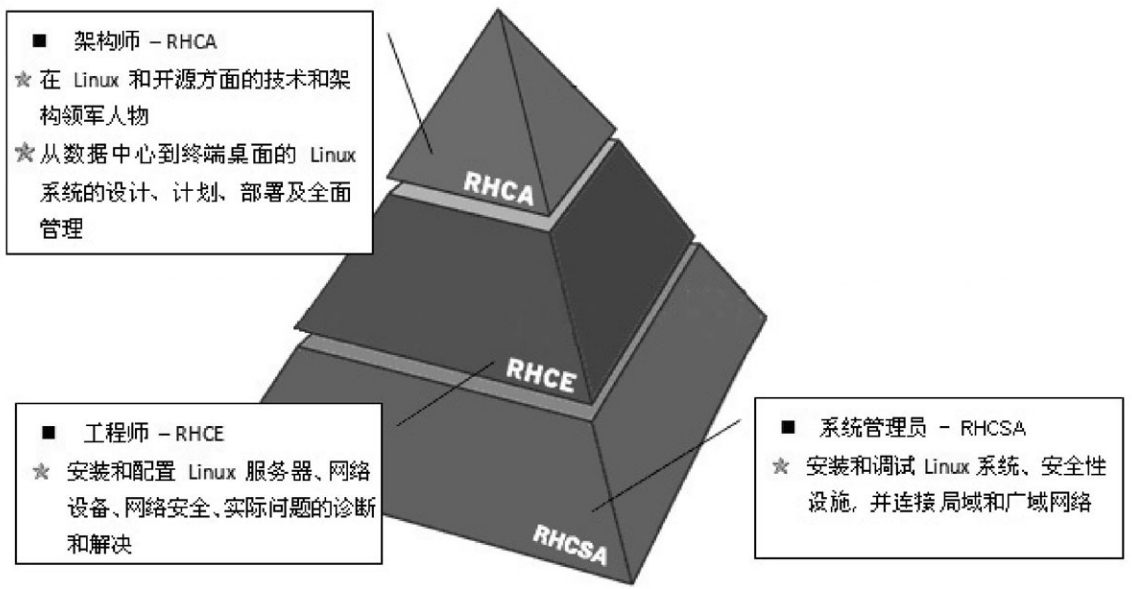 ■ 架构师 – RHCA
☆ 在 Linux 和开源方面的技术和架
构领军人物
☆ 从数据中心到终端桌面的 Linux
系统的设计、计划、部署及全面
管理
RHCA
RHCE
RHCSA
■ 工程师 – RHCE
☆ 安装和配置 Linux 服务器、网络
设备、网络安全、实际问题的诊断
和解决
■ 系统管理员 – RHCSA
☆ 安装和调试 Linux 系统、安全性
设施, 并连接局域和广域网络